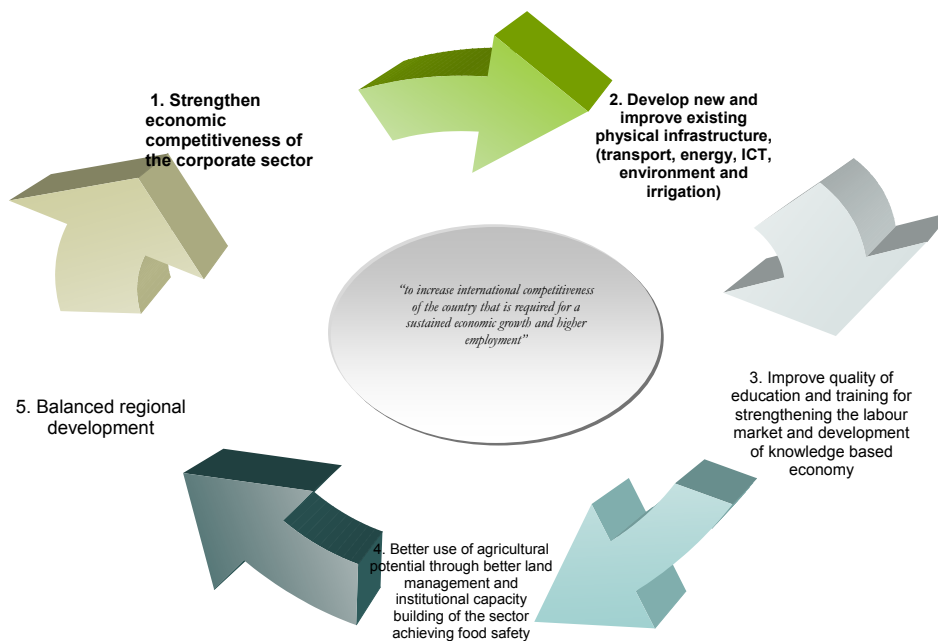 1. Strengthen
economic
competitiveness of
the corporate sector
2. Develop new and
improve existing
physical infrastructure,
(transport, energy, ICT,
environment and
irrigation)
"to increase international competitiveness
of the country that is required for a
sustained economic growth and higher
employment"
3. Improve quality of
education and training for
strengthening the labour
market and development
of knowledge based
economy
4. Better use of agricultural
potential through better land
management and
institutional capacity
building of the sector
achieving food safety
5. Balanced regional
development